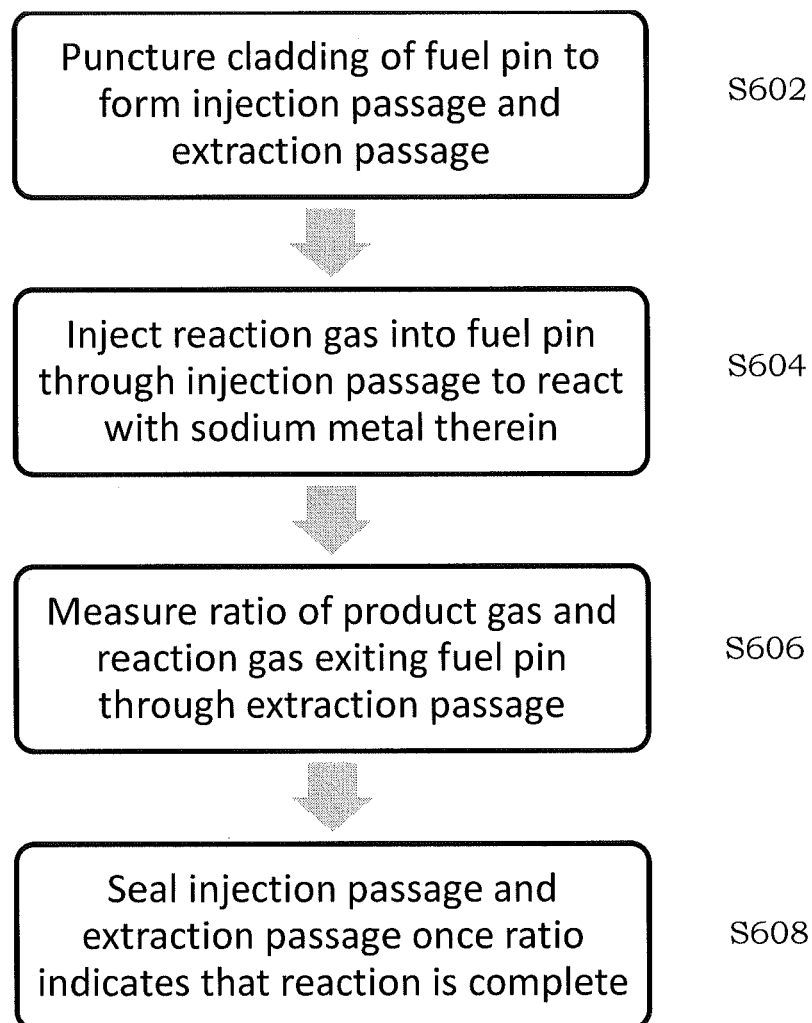 Puncture cladding of fuel pin to
form injection passage and
extraction passage
S602
Inject reaction gas into fuel pin
through injection passage to react
with sodium metal therein
S604
Measure ratio of product gas and
reaction gas exiting fuel pin
through extraction passage
S606
Seal injection passage and
extraction passage once ratio
indicates that reaction is complete
S608